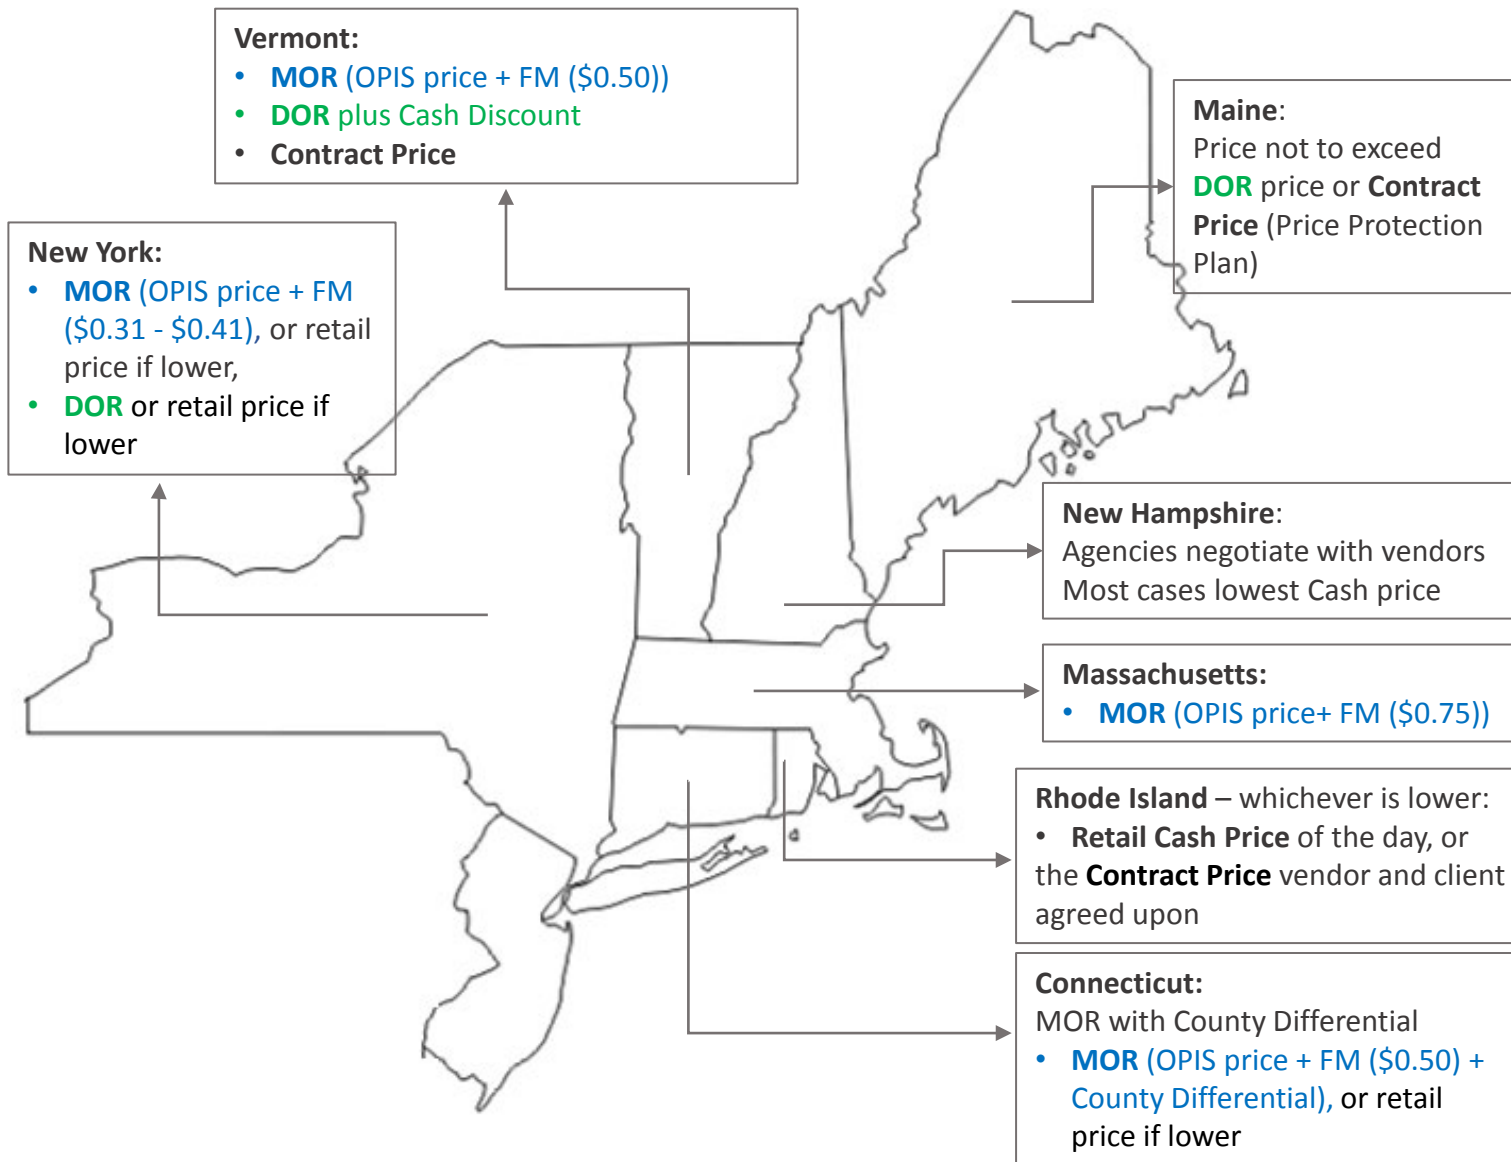 Vermont:
• MOR (OPIS price + FM ($0.50))
• DOR plus Cash Discount
• Contract Price
Maine:
Price not to exceed
DOR price or Contract
Price (Price Protection
Plan)
New York:
• MOR (OPIS price + FM
($0.31 - $0.41), or retail
price if lower,
• DOR or retail price if
lower
New Hampshire:
Agencies negotiate with vendors
Most cases lowest Cash price
Massachusetts:
• MOR (OPIS price+ FM ($0.75))
Rhode Island – whichever is lower:
• Retail Cash Price of the day, or
the Contract Price vendor and client
agreed upon
Connecticut:
MOR with County Differential
• MOR (OPIS price + FM ($0.50) +
County Differential), or retail
price if lower